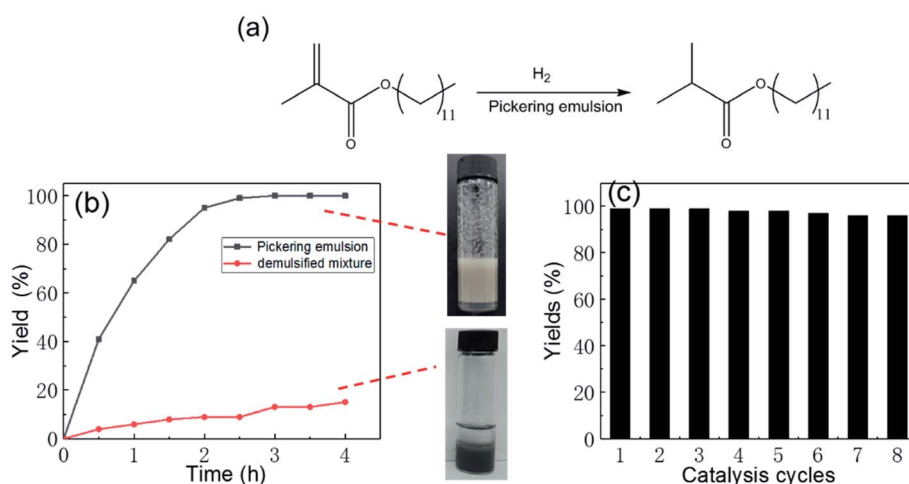 (a)
O
11
O
H₂
Pickering emulsion
O
11
O
(b)
100
80
60
40
20
0
Yield (%)
Pickering emulsion
demulsified mixture
0 1 2 3 4
Time (h)
(c)
100
80
60
40
20
0
Yields (%)
1 2 3 4 5 6 7 8
Catalysis cycles